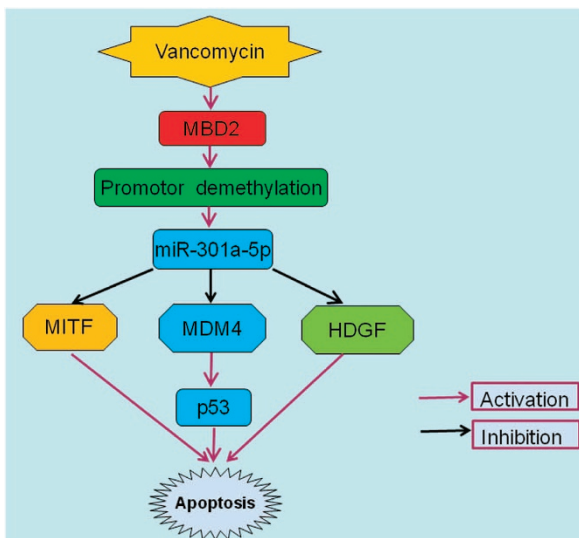 Vancomycin
MBD2
Promotor demethylation
miR-301a-5p
MITF
MDM4
HDGF
p53
Activation
Inhibition
Apoptosis